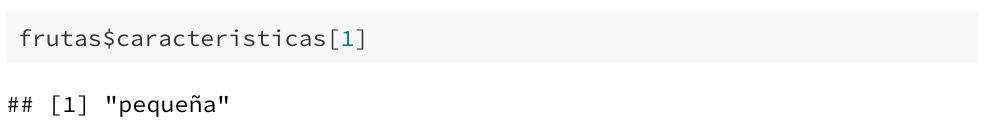 frutas$caracteristicas[1]
## [1] "pequeña"